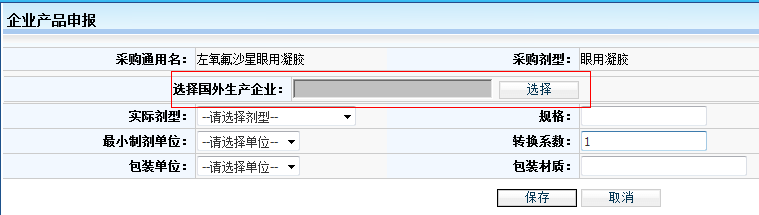 企业产品申报
采购通用名： 左氧氟沙星眼用凝胶 采购剂型： 眼用凝胶
选择国外生产企业： 选择
实际剂型： --请选择剂型-- 规格：
最小制剂单位： --请选择单位-- 转换系数： 1
包装单位： --请选择单位-- 包装材质：
保存 取消